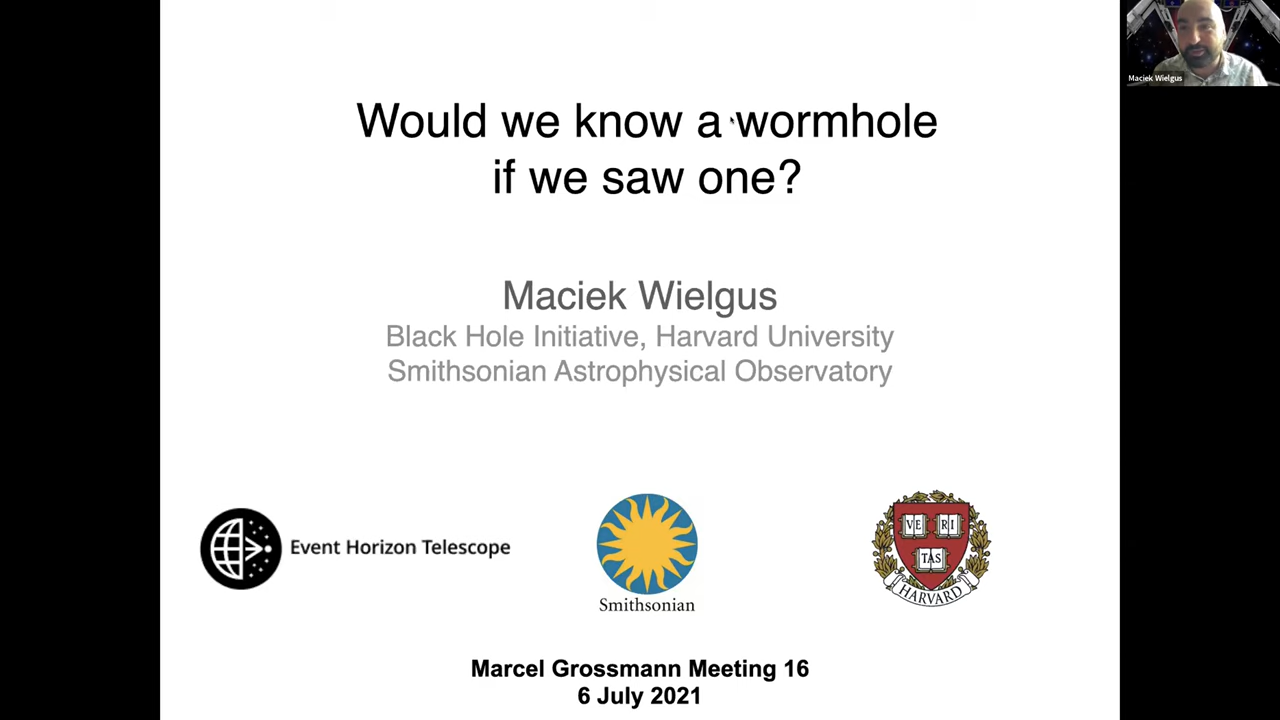 Would we know a wormhole
if we saw one?
Maciek Wielgus
Black Hole Initiative, Harvard University
Smithsonian Astrophysical Observatory
Event Horizon Telescope
Smithsonian
VE RI
TAS
HARVARD
Marcel Grossmann Meeting 16
6 July 2021
Maciek Wielgus